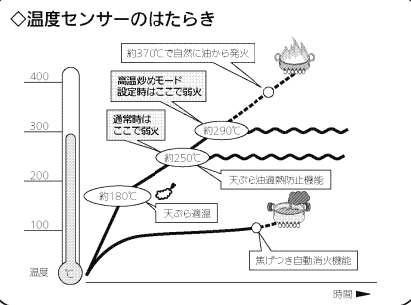 ◇温度センサーのはたらき
約370℃で自然に油から発火
400
高温炒めモード
設定時はここで弱火
通常時は
ここで弱火
300
約290℃
約250℃
天ぷら油過熱防止機能
200
約180℃
天ぷら適温
100
焦げつき自動消火機能
温度
℃
時間